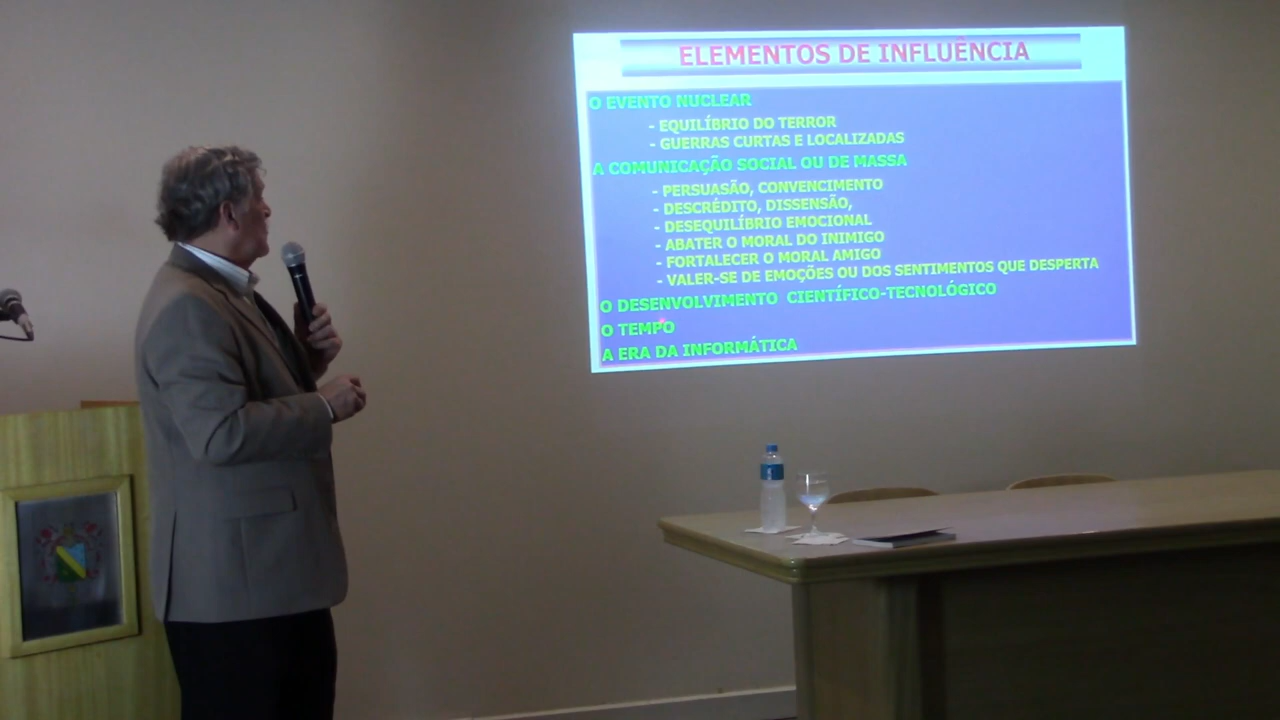 ELEMENTOS DE INFLUÊNCIA
O EVENTO NUCLEAR
- EQUILÍBRIO DO TERROR
- GUERRAS CURTAS E LOCALIZADAS
A COMUNICAÇÃO SOCIAL OU DE MASSA
- PERSUASÃO, CONVENCIMENTO
- DESCRÉDITO, DISSENSÃO,
- DESEQUILÍBRIO EMOCIONAL
- ABATER O MORAL DO INIMIGO
- FORTALECER O MORAL AMIGO
- VALER-SE DE EMOÇÕES OU DOS SENTIMENTOS QUE DESPERTA
O DESENVOLVIMENTO CIENTÍFICO-TECNOLÓGICO
O TEMPO
A ERA DA INFORMÁTICA